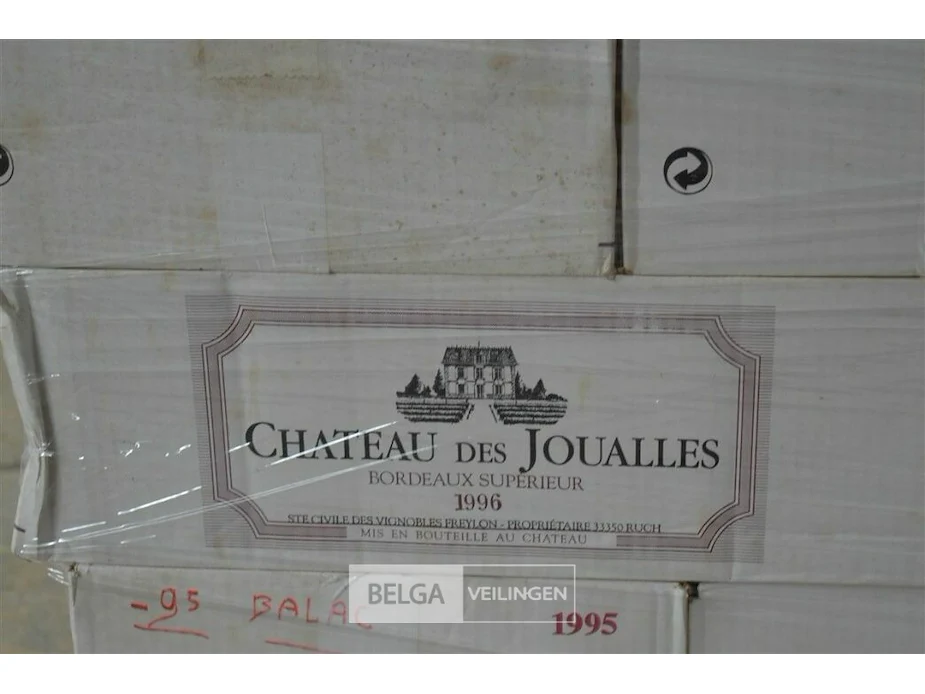 CHATEAU DES JOUALLES
BORDEAUX SUPÉRIEUR
1996
STE CIVILE DES VIGNOBLES FREYLON - PROPRIÉTAIRE 33350 RUCH
MIS EN BOUTEILLE AU CHATEAU
-95 BALAC
1995
BELGA VEILINGEN